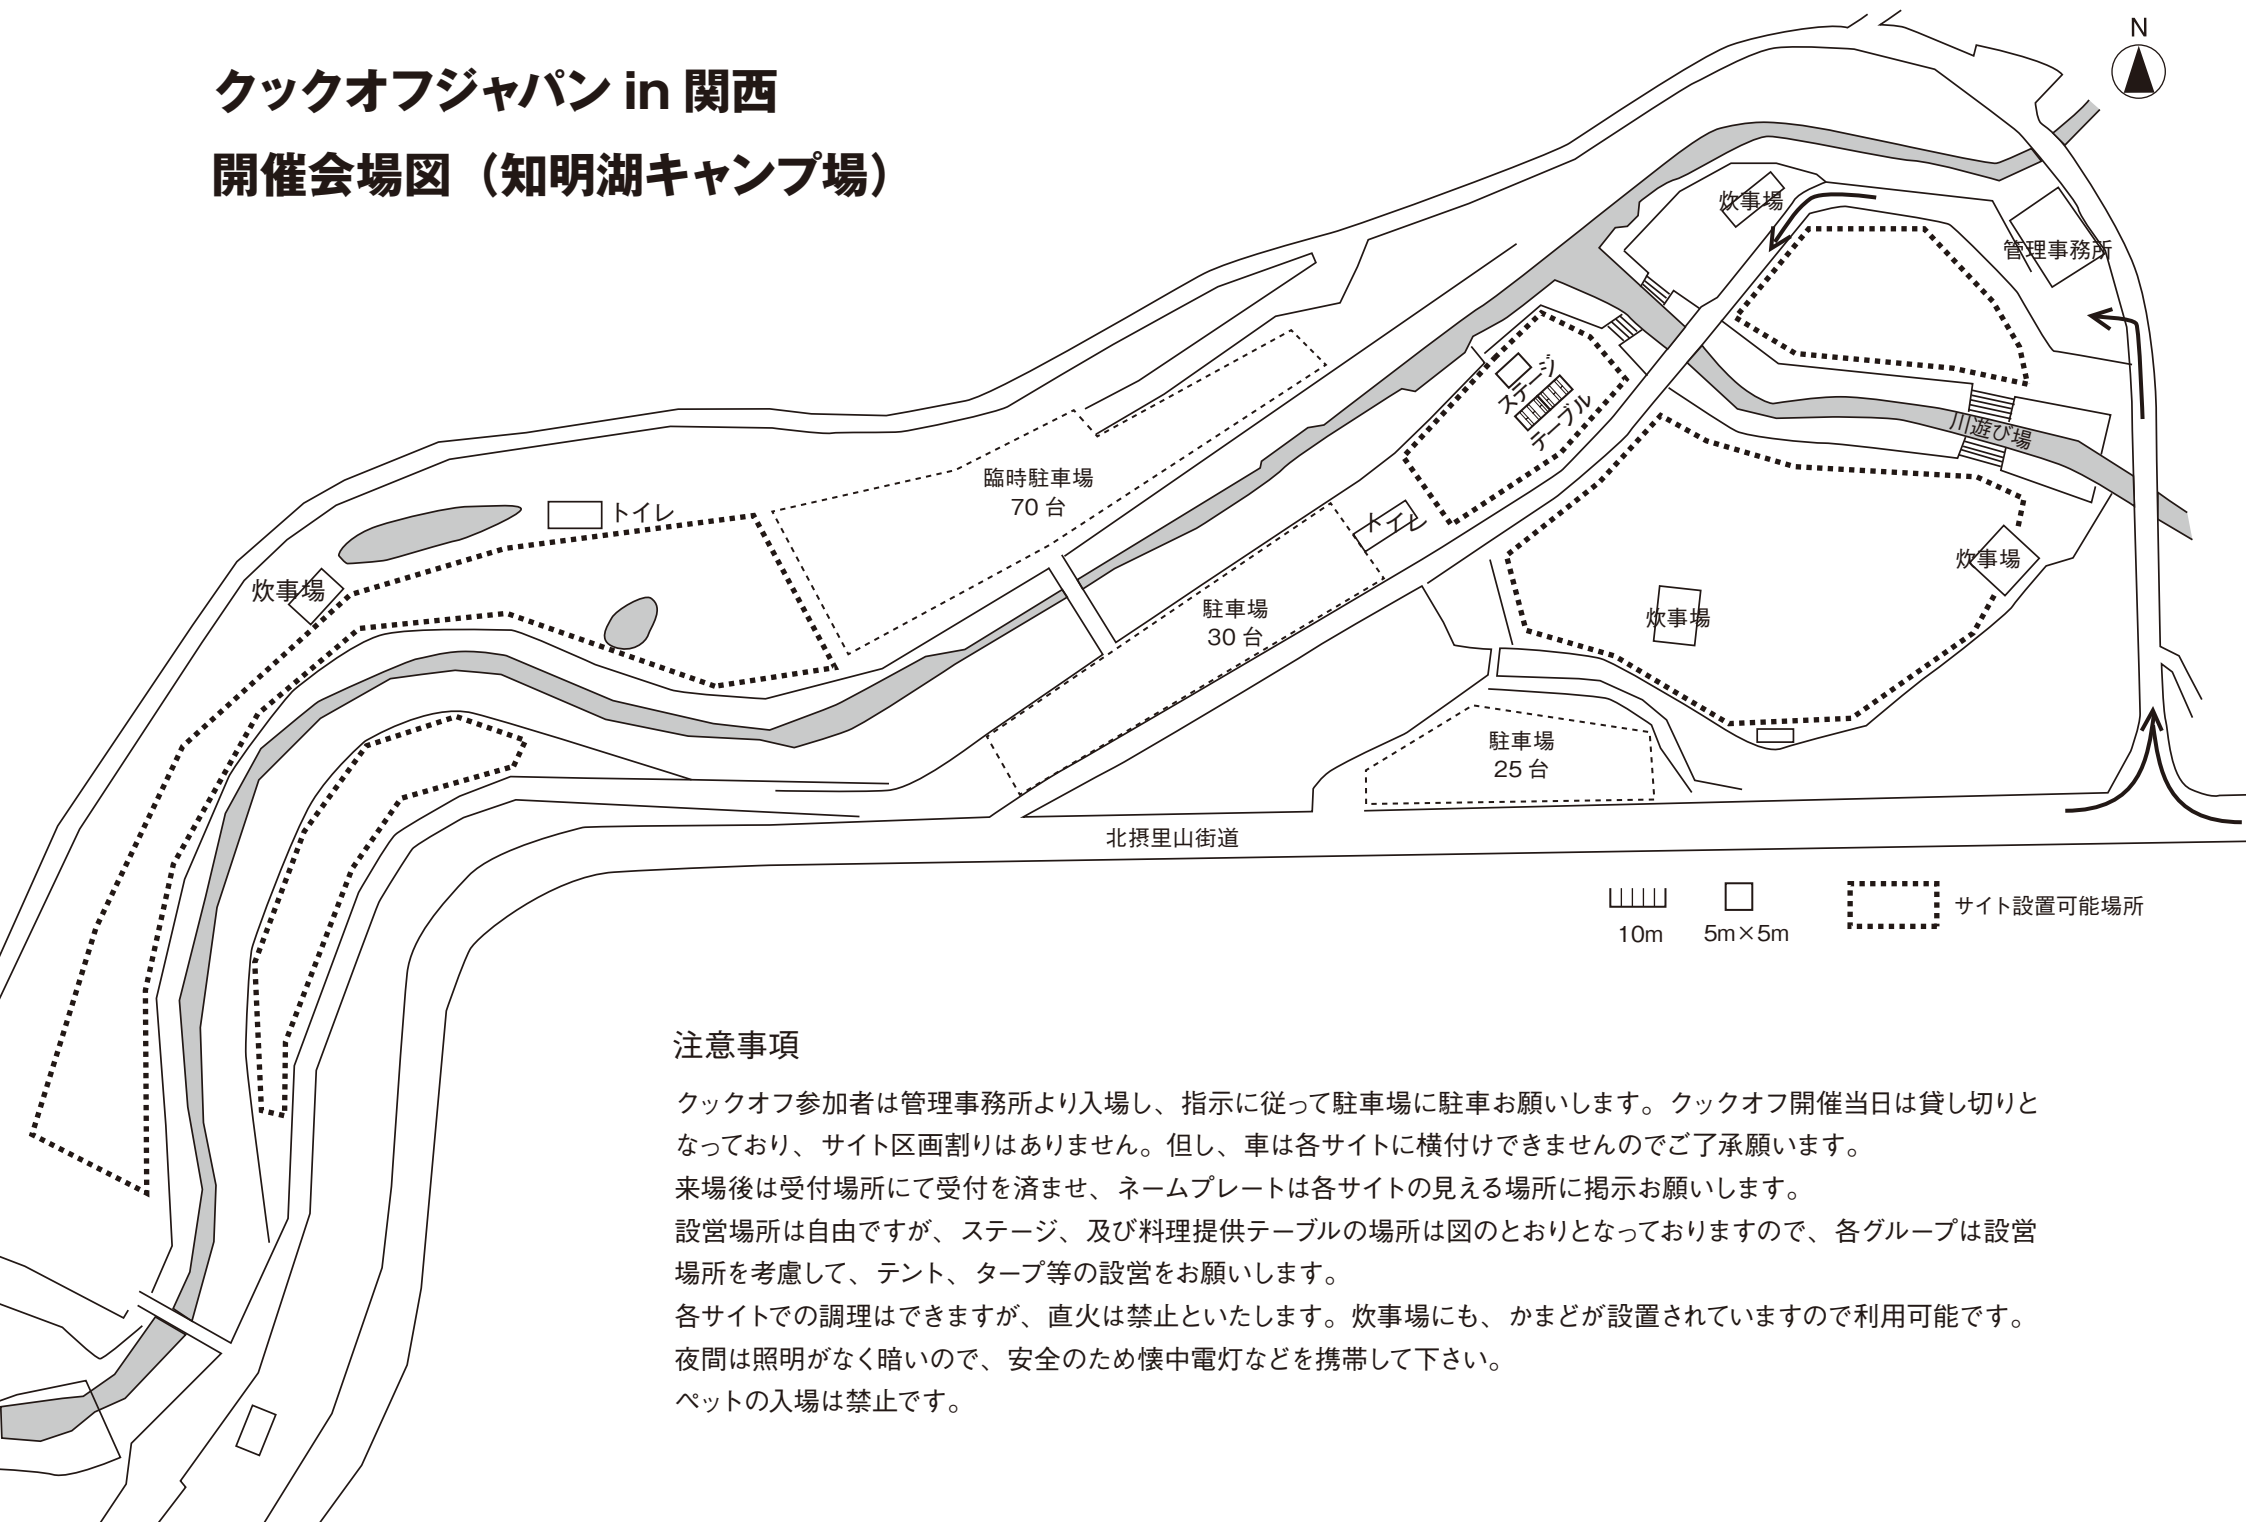 クックオフジャパン in 関西
開催会場図（知明湖キャンプ場）
N
炊事場
管理事務所
ステージ
テーブル
川遊び場
臨時駐車場
70 台
トイレ
トイレ
炊事場
炊事場
炊事場
駐車場
30 台
駐車場
25 台
北摂里山街道
10m
5m×5m
サイト設置可能場所
注意事項
クックオフ参加者は管理事務所より入場し、指示に従って駐車場に駐車お願いします。クックオフ開催当日は貸し切りと
なっており、サイト区画割りはありません。但し、車は各サイトに横付けできませんのでご了承願います。
来場後は受付場所にて受付を済ませ、ネームプレートは各サイトの見える場所に掲示お願いします。
設営場所は自由ですが、ステージ、及び料理提供テーブルの場所は図のとおりとなっておりますので、各グループは設営
場所を考慮して、テント、タープ等の設営をお願いします。
各サイトでの調理はできますが、直火は禁止といたします。炊事場にも、かまどが設置されていますので利用可能です。
夜間は照明がなく暗いので、安全のため懐中電灯などを携帯して下さい。
ペットの入場は禁止です。